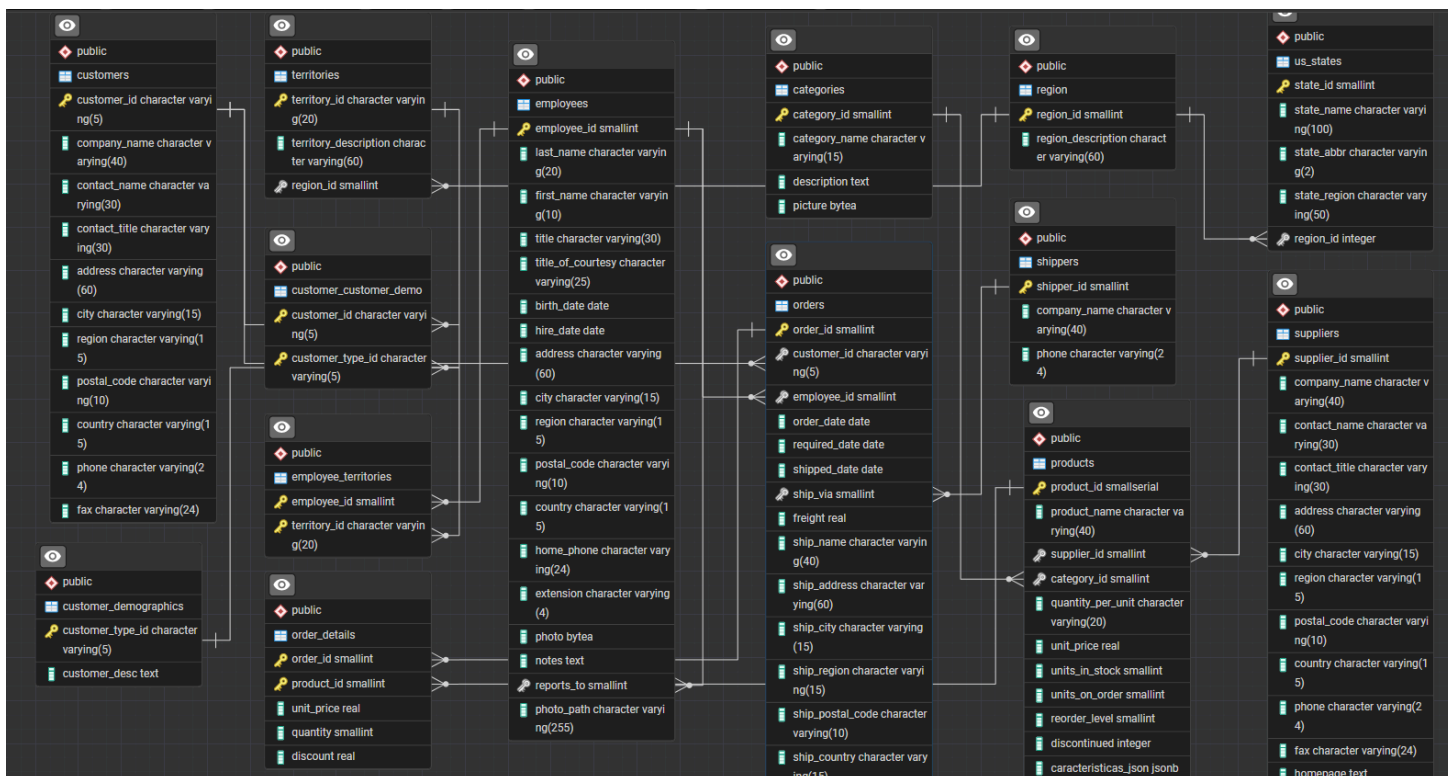 public
customers
customer_id character varyi
ng(5)
company_name character v
arying(40)
contact_name character va
rying(30)
contact_title character vary
ing(30)
address character varying
(60)
city character varying(15)
region character varying(1
5)
postal_code character varyi
ng(10)
country character varying(1
5)
phone character varying(2
4)
fax character varying(24)
public
customer_demographics
customer_type_id character
varying(5)
customer_desc text
public
territories
territory_id character varyin
g(20)
territory_description charac
ter varying(60)
region_id smallint
public
customer_customer_demo
customer_id character varyi
ng(5)
customer_type_id character
varying(5)
public
employee_territories
employee_id smallint
territory_id character varyin
g(20)
public
order_details
order_id smallint
product_id smallint
unit_price real
quantity smallint
discount real
public
employees
employee_id smallint
last_name character varyin
g(20)
first_name character varyin
g(10)
title character varying(30)
title_of_courtesy character
varying(25)
birth_date date
hire_date date
address character varying
(60)
city character varying(15)
region character varying(1
5)
postal_code character varyi
ng(10)
country character varying(1
5)
home_phone character vary
ing(24)
extension character varying
(4)
photo bytea
notes text
reports_to smallint
photo_path character varyi
ng(255)
public
categories
category_id smallint
category_name character v
arying(15)
description text
picture bytea
public
orders
order_id smallint
customer_id character varyi
ng(5)
employee_id smallint
order_date date
required_date date
shipped_date date
ship_via smallint
freight real
ship_name character varyin
g(40)
ship_address character var
ying(60)
ship_city character varying
(15)
ship_region character varyi
ng(15)
ship_postal_code character
varying(10)
ship_country character vary
ing(15)
public
region
region_id smallint
region_description charact
er varying(60)
public
shippers
shipper_id smallint
company_name character v
arying(40)
phone character varying(2
4)
public
products
product_id smallserial
product_name character va
rying(40)
supplier_id smallint
category_id smallint
quantity_per_unit character
varying(20)
unit_price real
units_in_stock smallint
units_on_order smallint
reorder_level smallint
discontinued integer
caracteristicas_json jsonb
public
us_states
state_id smallint
state_name character varyi
ng(100)
state_abbr character varyin
g(2)
state_region character vary
ing(50)
region_id integer
public
suppliers
supplier_id smallint
company_name character v
arying(40)
contact_name character va
rying(30)
contact_title character vary
ing(30)
address character varying
(60)
city character varying(15)
region character varying(1
5)
postal_code character varyi
ng(10)
country character varying(1
5)
phone character varying(2
4)
fax character varying(24)
homepage text